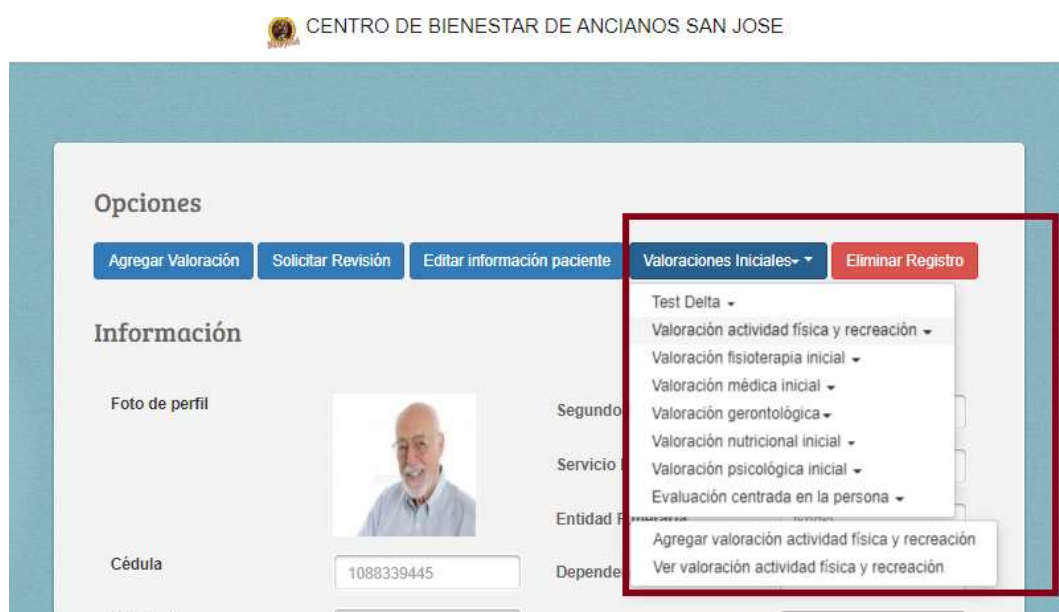 CENTRO DE BIENESTAR DE ANCIANOS SAN JOSE
Opciones
Agregar Valoración Solicitar Revisión Editar información paciente Valoraciones Iniciales Eliminar Registro
Test Delta
Valoración actividad física y recreación
Información
Valoración fisioterapia inicial
Valoración médica inicial
Foto de perfil
Segundo
Valoración gerontológica
Valoración nutricional inicial
Servicio
Valoración psicológica inicial
Evaluación centrada en la persona
Entidad
Agregar valoración actividad física y recreación
Cédula
1088339445
Depende
Ver valoración actividad física y recreación